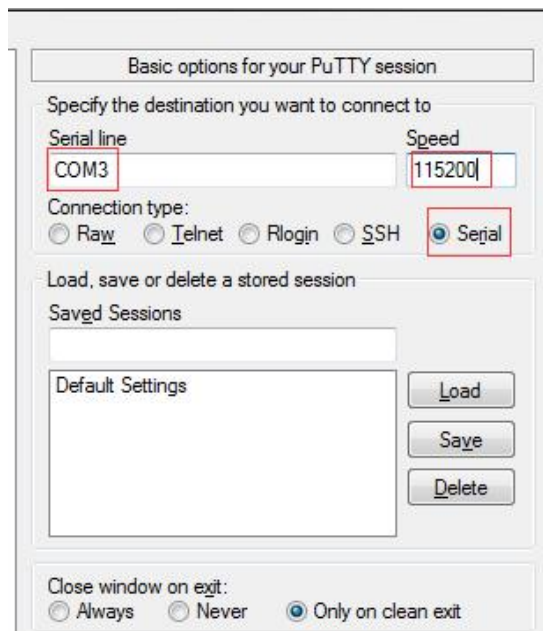 Basic options for your PuTTY session
Specify the destination you want to connect to
Serial line Speed
COM3 115200
Connection type:
Raw Telnet Rlogin SSH Serial
Load, save or delete a stored session
Saved Sessions
Default Settings
Load
Save
Delete
Close window on exit:
Always Never Only on clean exit